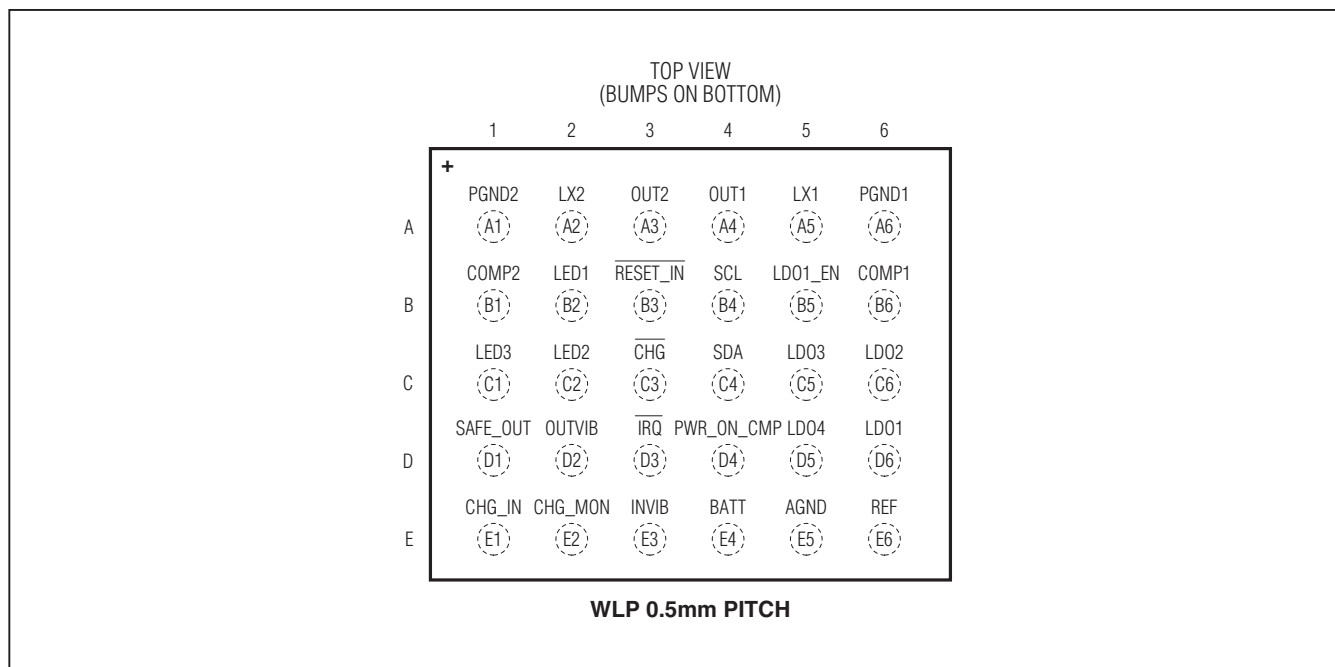 TOP VIEW
(BUMPS ON BOTTOM)
1 2 3 4 5 6
+
PGND2 LX2 OUT2 OUT1 LX1 PGND1
A A1 A2 A3 A4 A5 A6
COMP2 LED1 RESET_IN SCL LDO1_EN COMP1
B B1 B2 B3 B4 B5 B6
LED3 LED2 CHG SDA LDO3 LDO2
C C1 C2 C3 C4 C5 C6
SAFE_OUT OUTVIB IRQ PWR_ON_CMP LDO4 LDO1
D D1 D2 D3 D4 D5 D6
CHG_IN CHG_MON INVIB BATT AGND REF
E E1 E2 E3 E4 E5 E6
WLP 0.5mm PITCH